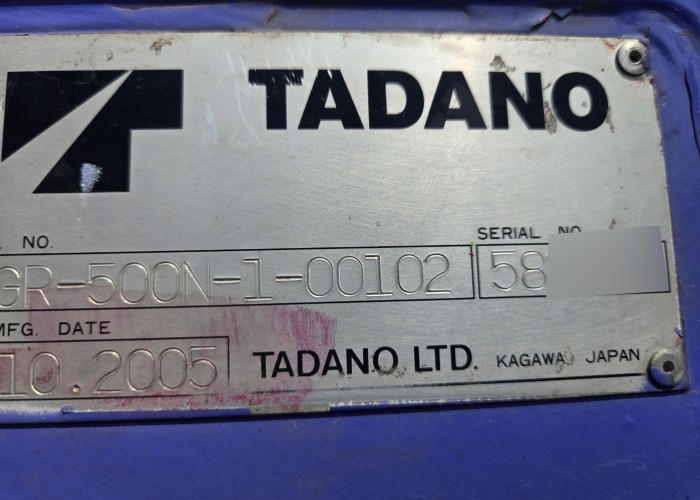 TADANO
NO. SERIAL NO
GR-500N-1-00102 58
MFG. DATE
10.2005 TADANO LTD. KAGAWA JAPAN